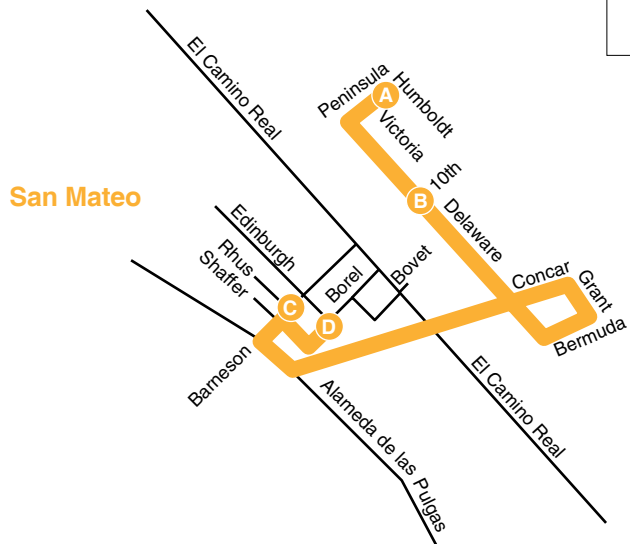 El Camino Real
Peninsula
A
Humboldt
Victoria
10th
B
Delaware
San Mateo
Edinburgh
Rhus
Shaffer
Borel
Bovet
Concar
Grant
Bermuda
C
D
Barneson
Alameda de las Pulgas
El Camino Real